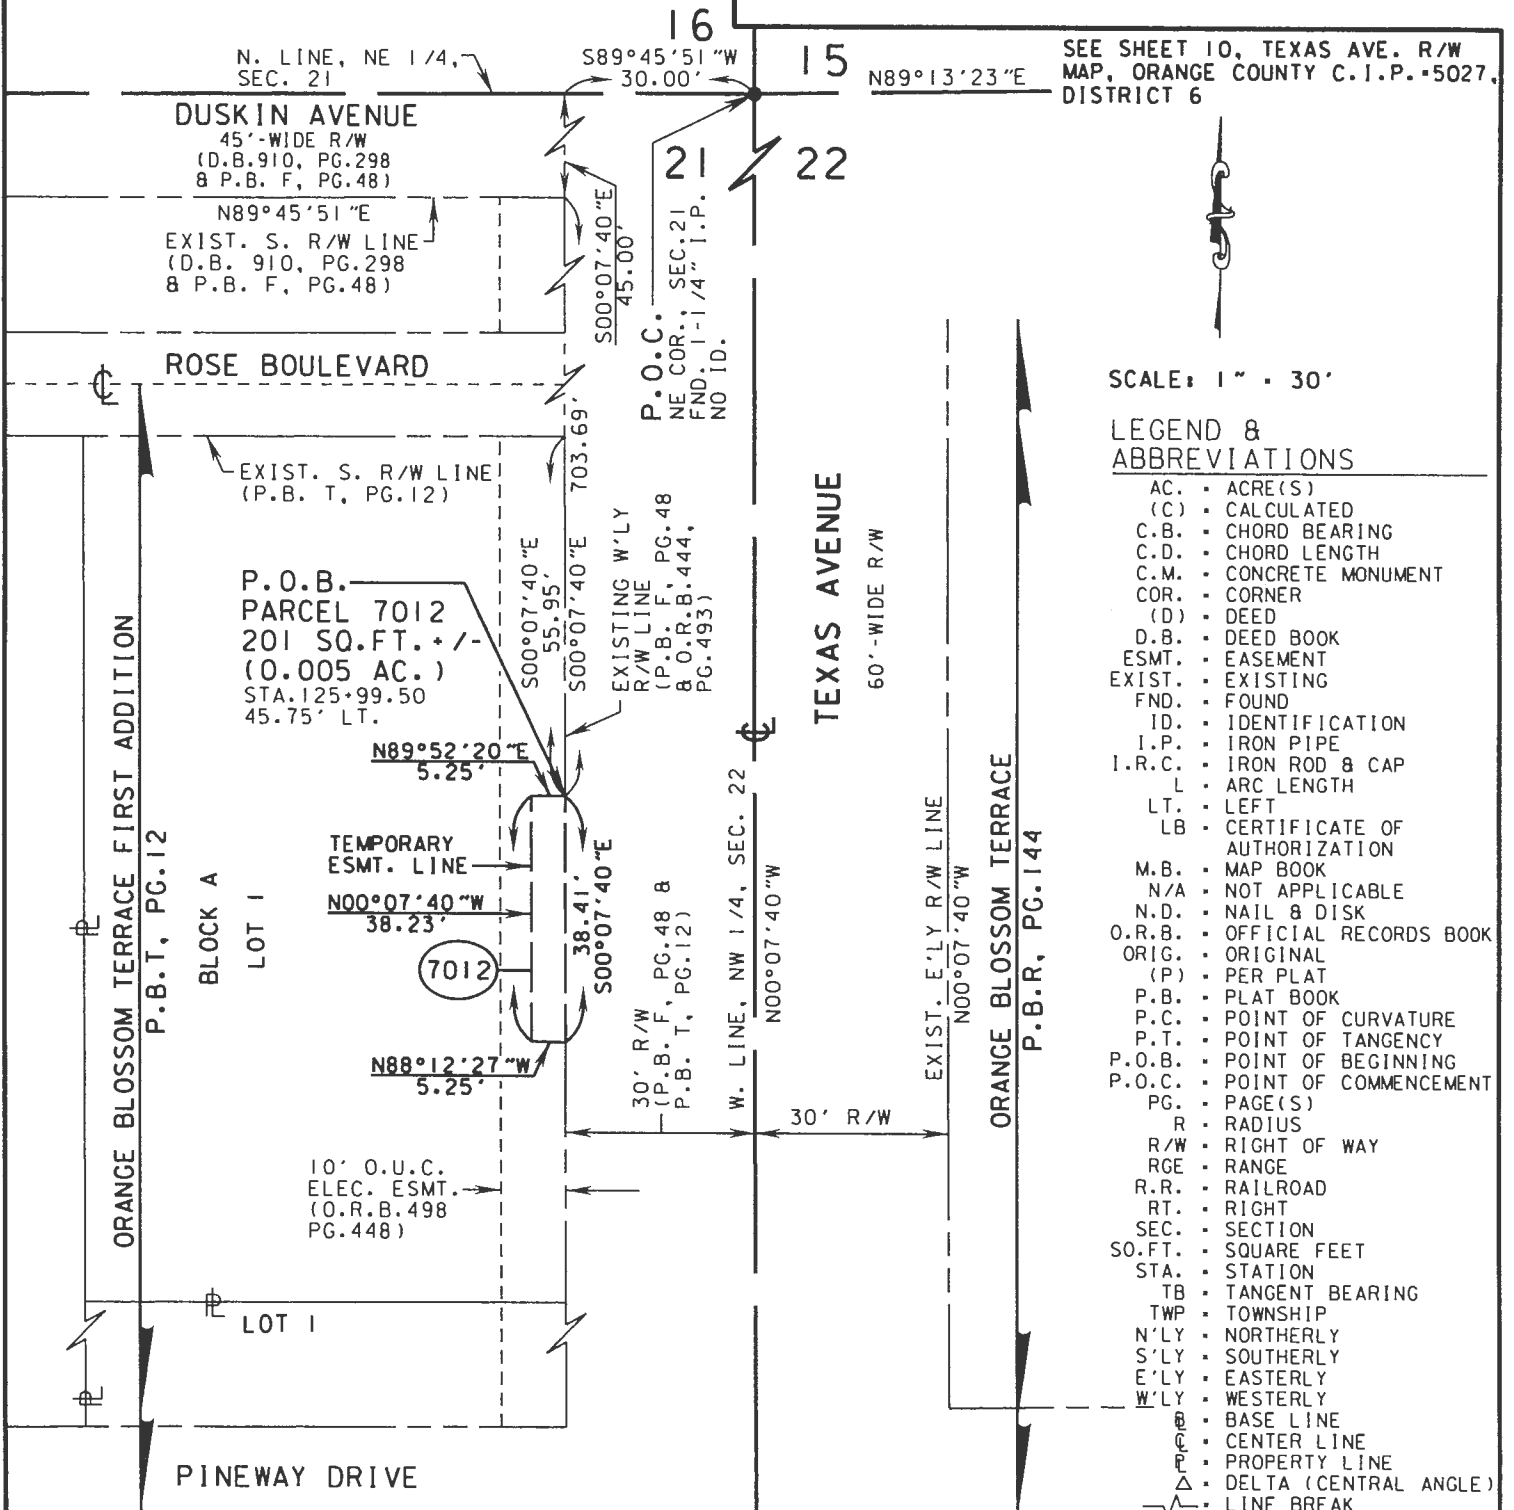 16
15
21
22
N. LINE, NE 1/4,
SEC. 21
S89°45'51"W
30.00'
N89°13'23"E
SEE SHEET 10, TEXAS AVE. R/W
MAP, ORANGE COUNTY C.I.P.#5027,
DISTRICT 6
DUSKIN AVENUE
45'-WIDE R/W
(D.B.910, PG.298
& P.B. F, PG.48)
N89°45'51"E
EXIST. S. R/W LINE
(D.B. 910, PG.298
& P.B. F, PG.48)
S00°07'40"E
45.00'
P.O.C.
NE COR., SEC.21
FND. 1-1/4" I.P.
NO ID.
ROSE BOULEVARD
EXIST. S. R/W LINE
(P.B. T, PG.12)
703.69'
S00°07'40"E
S00°07'40"E
55.95'
EXISTING W'LY
R/W LINE
(P.B. F, PG.48
& O.R.B.444,
PG.493)
P.O.B.
PARCEL 7012
201 SQ.FT.+/-
(0.005 AC.)
STA.125+99.50
45.75' LT.
N89°52'20"E
5.25'
TEMPORARY
ESMT. LINE
N00°07'40"W
38.23'
7012
38.41'
S00°07'40"E
N88°12'27"W
5.25'
ORANGE BLOSSOM TERRACE FIRST ADDITION
P.B.T, PG.12
BLOCK A
LOT 1
30' R/W
(P.B. F, PG.48 &
P.B. T, PG.12)
W. LINE, NW 1/4, SEC. 22
N00°07'40"W
TEXAS AVENUE
60'-WIDE R/W
EXIST. E'LY R/W LINE
N00°07'40"W
ORANGE BLOSSOM TERRACE
P.B.R, PG.144
30' R/W
10' O.U.C.
ELEC. ESMT.
(O.R.B.498
PG.448)
LOT 1
PINEWAY DRIVE
SCALE: 1" = 30'
LEGEND &
ABBREVIATIONS
AC. = ACRE(S)
(C) = CALCULATED
C.B. = CHORD BEARING
C.D. = CHORD LENGTH
C.M. = CONCRETE MONUMENT
COR. = CORNER
(D) = DEED
D.B. = DEED BOOK
ESMT. = EASEMENT
EXIST. = EXISTING
FND. = FOUND
ID. = IDENTIFICATION
I.P. = IRON PIPE
I.R.C. = IRON ROD & CAP
L = ARC LENGTH
LT. = LEFT
LB = CERTIFICATE OF
AUTHORIZATION
M.B. = MAP BOOK
N/A = NOT APPLICABLE
N.D. = NAIL & DISK
O.R.B. = OFFICIAL RECORDS BOOK
ORIG. = ORIGINAL
(P) = PER PLAT
P.B. = PLAT BOOK
P.C. = POINT OF CURVATURE
P.T. = POINT OF TANGENCY
P.O.B. = POINT OF BEGINNING
P.O.C. = POINT OF COMMENCEMENT
PG. = PAGE(S)
R = RADIUS
R/W = RIGHT OF WAY
RGE = RANGE
R.R. = RAILROAD
RT. = RIGHT
SEC. = SECTION
SQ.FT. = SQUARE FEET
STA. = STATION
TB = TANGENT BEARING
TWP = TOWNSHIP
N'LY = NORTHERLY
S'LY = SOUTHERLY
E'LY = EASTERLY
W'LY = WESTERLY
= BASE LINE
℄ = CENTER LINE
= PROPERTY LINE
△ = DELTA (CENTRAL ANGLE)
= LINE BREAK